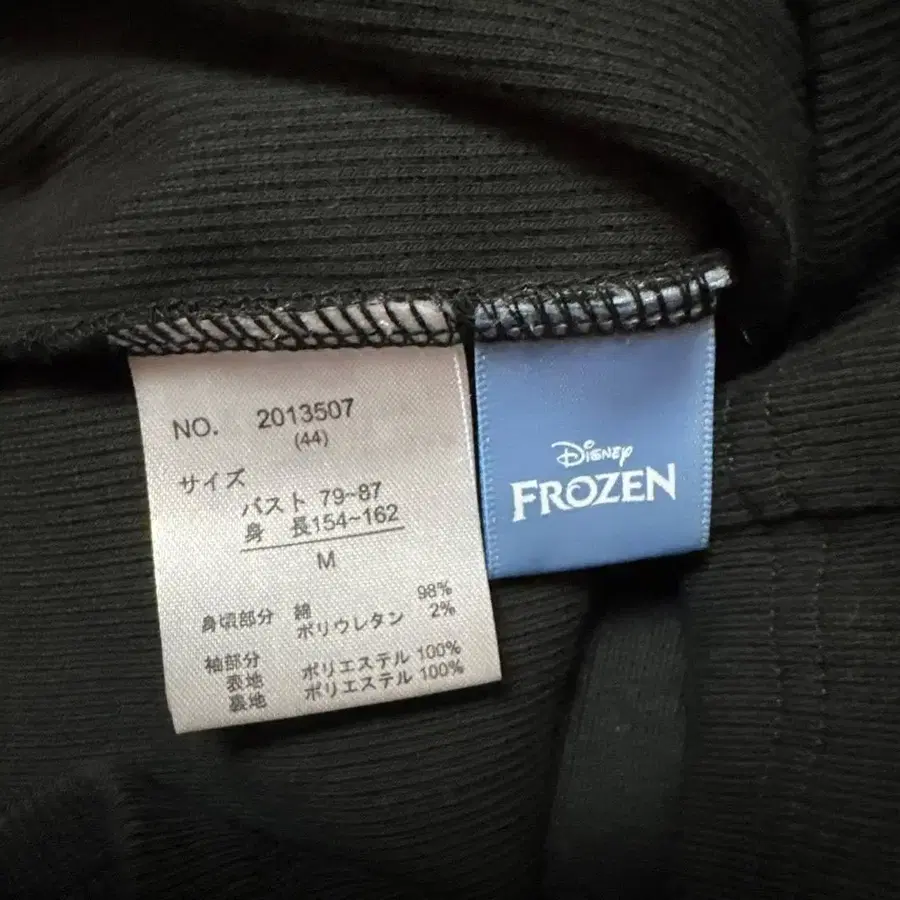 NO. 2013507
(44)
サイズ
バスト 79~87
身 長154~162
M
身頃部分 綿 98%
ポリウレタン 2%
袖部分
表地 ポリエステル 100%
裏地 ポリエステル 100%
Disney
FROZEN